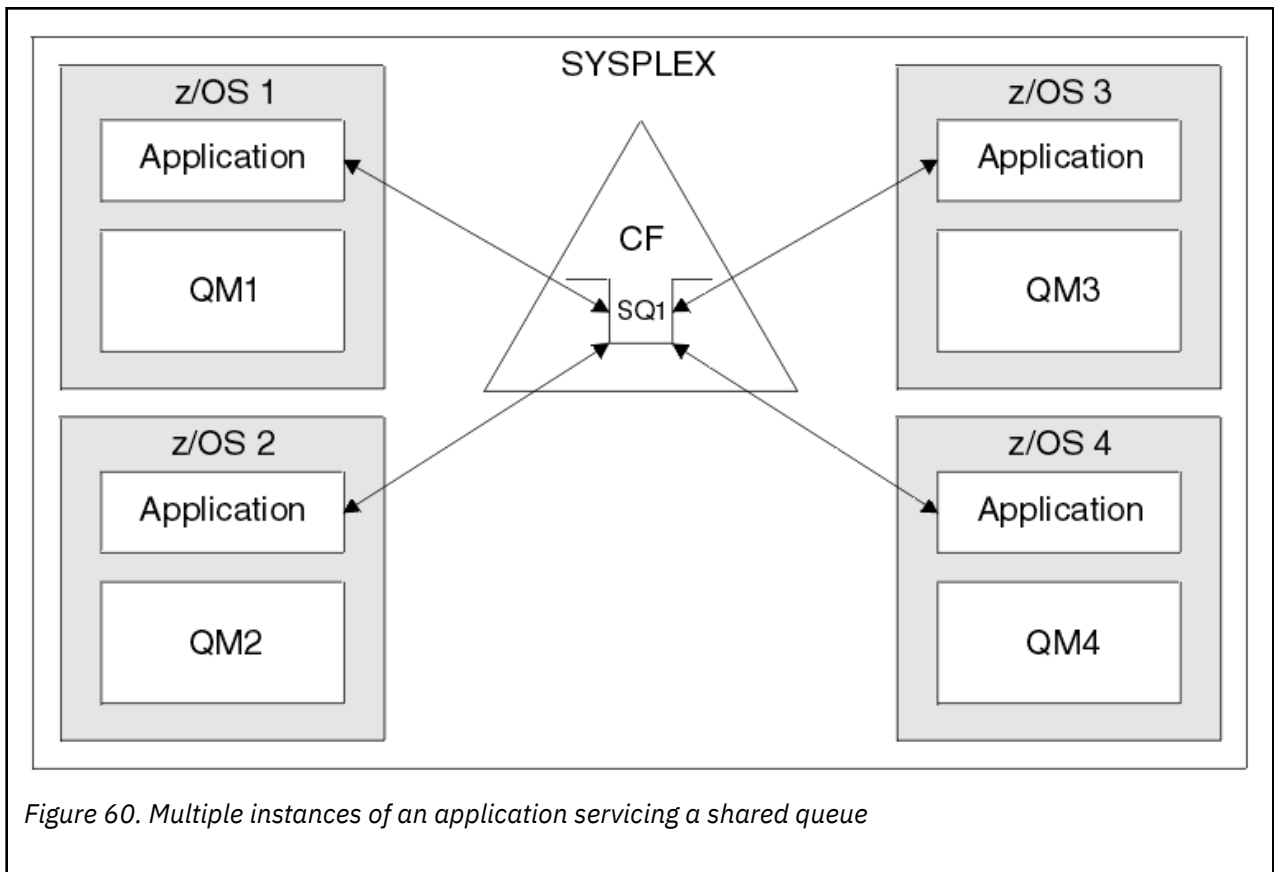 SYSPLEX
z/OS 1
Application
QM1
z/OS 2
Application
QM2
CF
SQ1
z/OS 3
Application
QM3
z/OS 4
Application
QM4
Figure 60. Multiple instances of an application servicing a shared queue